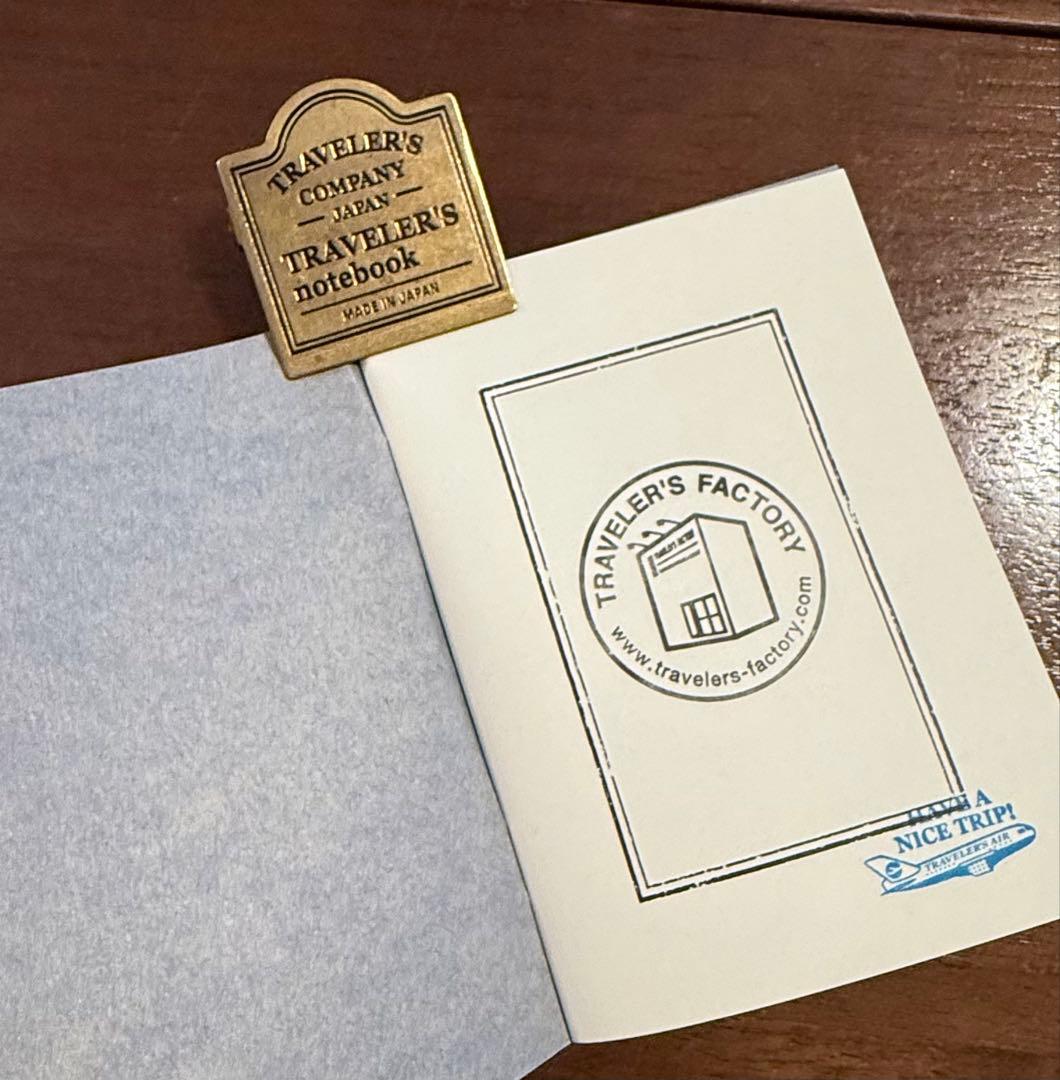 TRAVELER'S
COMPANY
JAPAN
TRAVELER'S
notebook
MADE IN JAPAN
TRAVELER'S FACTORY
www.travelers-factory.com
HAVE A
NICE TRIP!
TRAVELER'S AIR